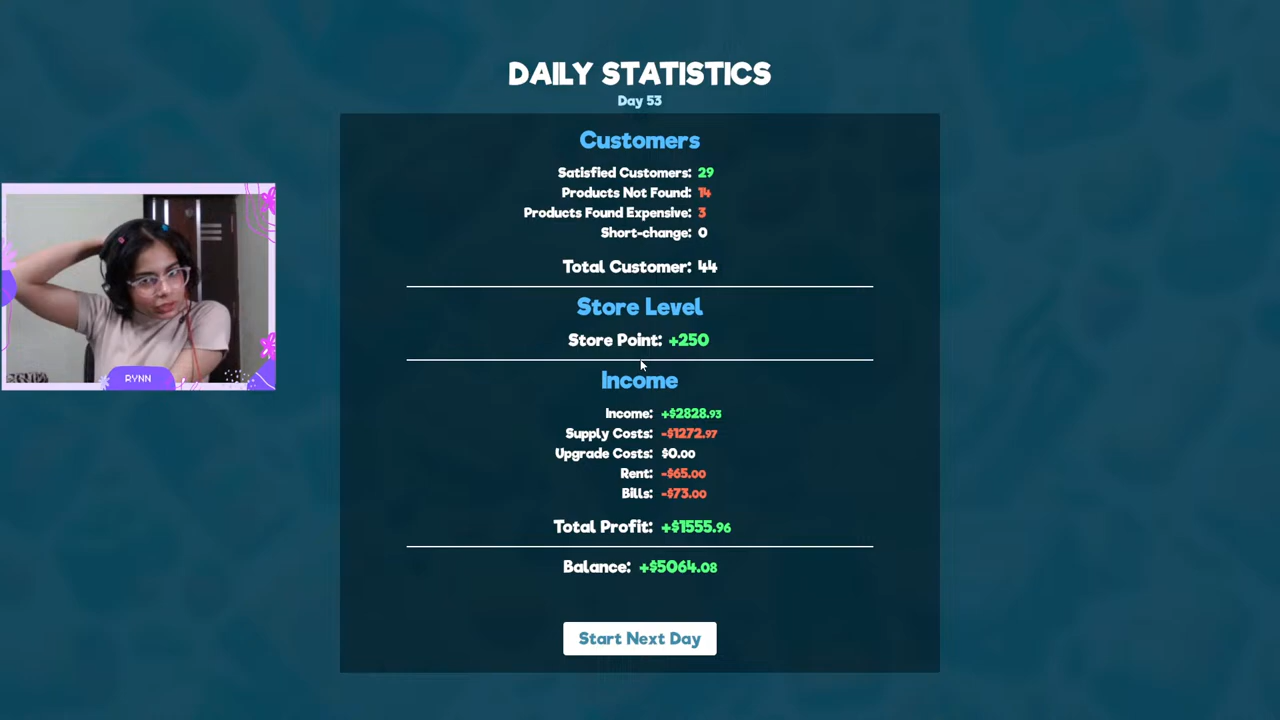 DAILY STATISTICS
Day 53
Customers
Satisfied Customers: 29
Products Not Found: 14
Products Found Expensive: 3
Short-change: 0
Total Customer: 44
Store Level
Store Point: +250
Income
Income: +$2828.93
Supply Costs: -$1272.97
Upgrade Costs: $0.00
Rent: -$65.00
Bills: -$73.00
Total Profit: +$1555.96
Balance: +$5064.08
Start Next Day
RYNN